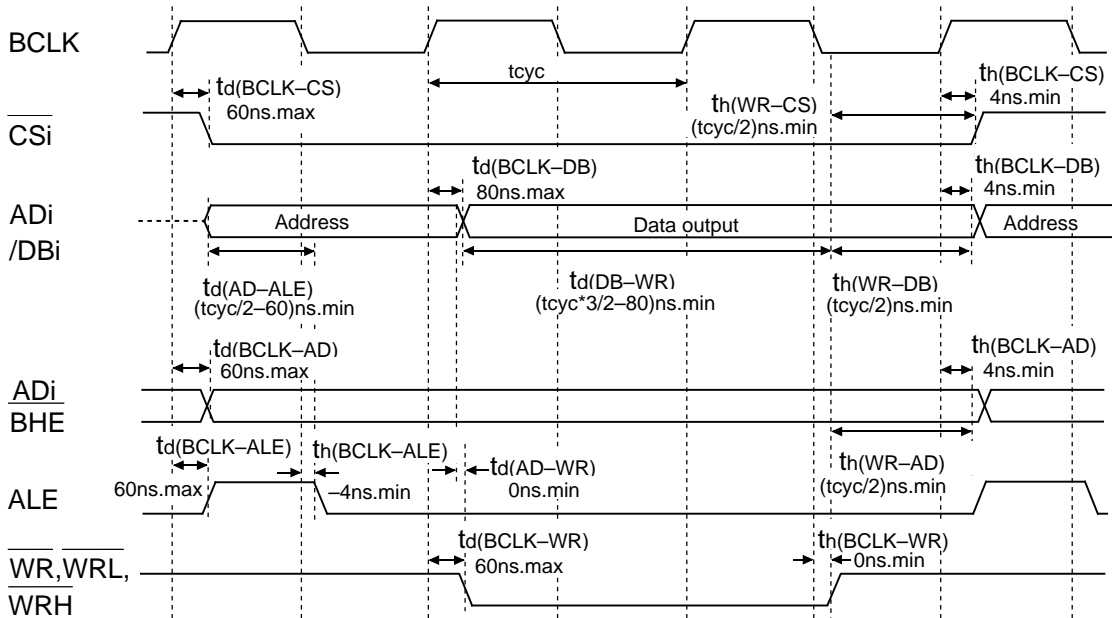 BCLK
tcyc
td(BCLK–CS)
60ns.max
th(WR–CS)
(tcyc/2)ns.min
th(BCLK–CS)
4ns.min
CSi
td(BCLK–DB)
80ns.max
th(BCLK–DB)
4ns.min
ADi
/DBi
Address
Data output
Address
td(AD–ALE)
(tcyc/2–60)ns.min
td(DB–WR)
(tcyc*3/2–80)ns.min
th(WR–DB)
(tcyc/2)ns.min
td(BCLK–AD)
60ns.max
th(BCLK–AD)
4ns.min
ADi
BHE
td(BCLK–ALE)
60ns.max
th(BCLK–ALE)
–4ns.min
td(AD–WR)
0ns.min
th(WR–AD)
(tcyc/2)ns.min
ALE
td(BCLK–WR)
60ns.max
th(BCLK–WR)
0ns.min
WR,WRL,
WRH